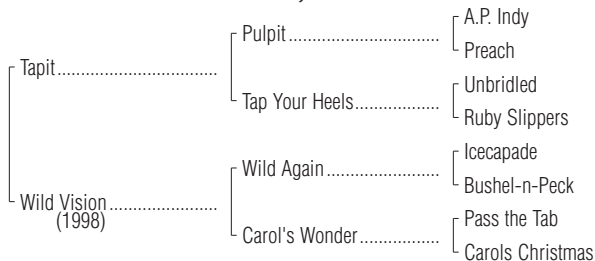 A.P. Indy
Pulpit
Preach
Tapit
Unbridled
Tap Your Heels
Ruby Slippers
Icecapade
Wild Again
Bushel-n-Peck
Wild Vision
(1998)
Pass the Tab
Carol's Wonder
Carols Christmas